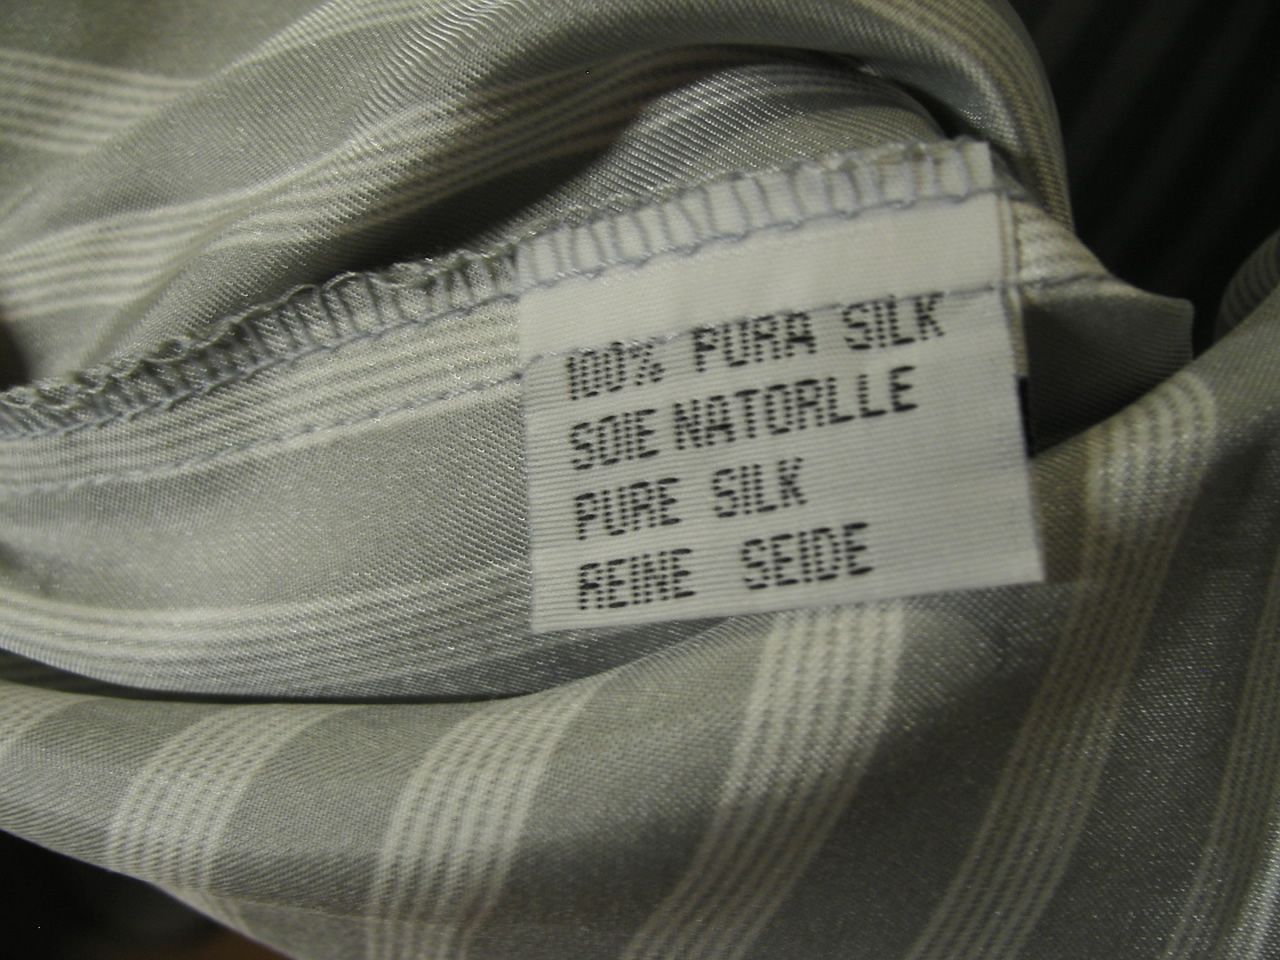 100% PURA SILK
SOIE NATORLLE
PURE SILK
REINE SEIDE